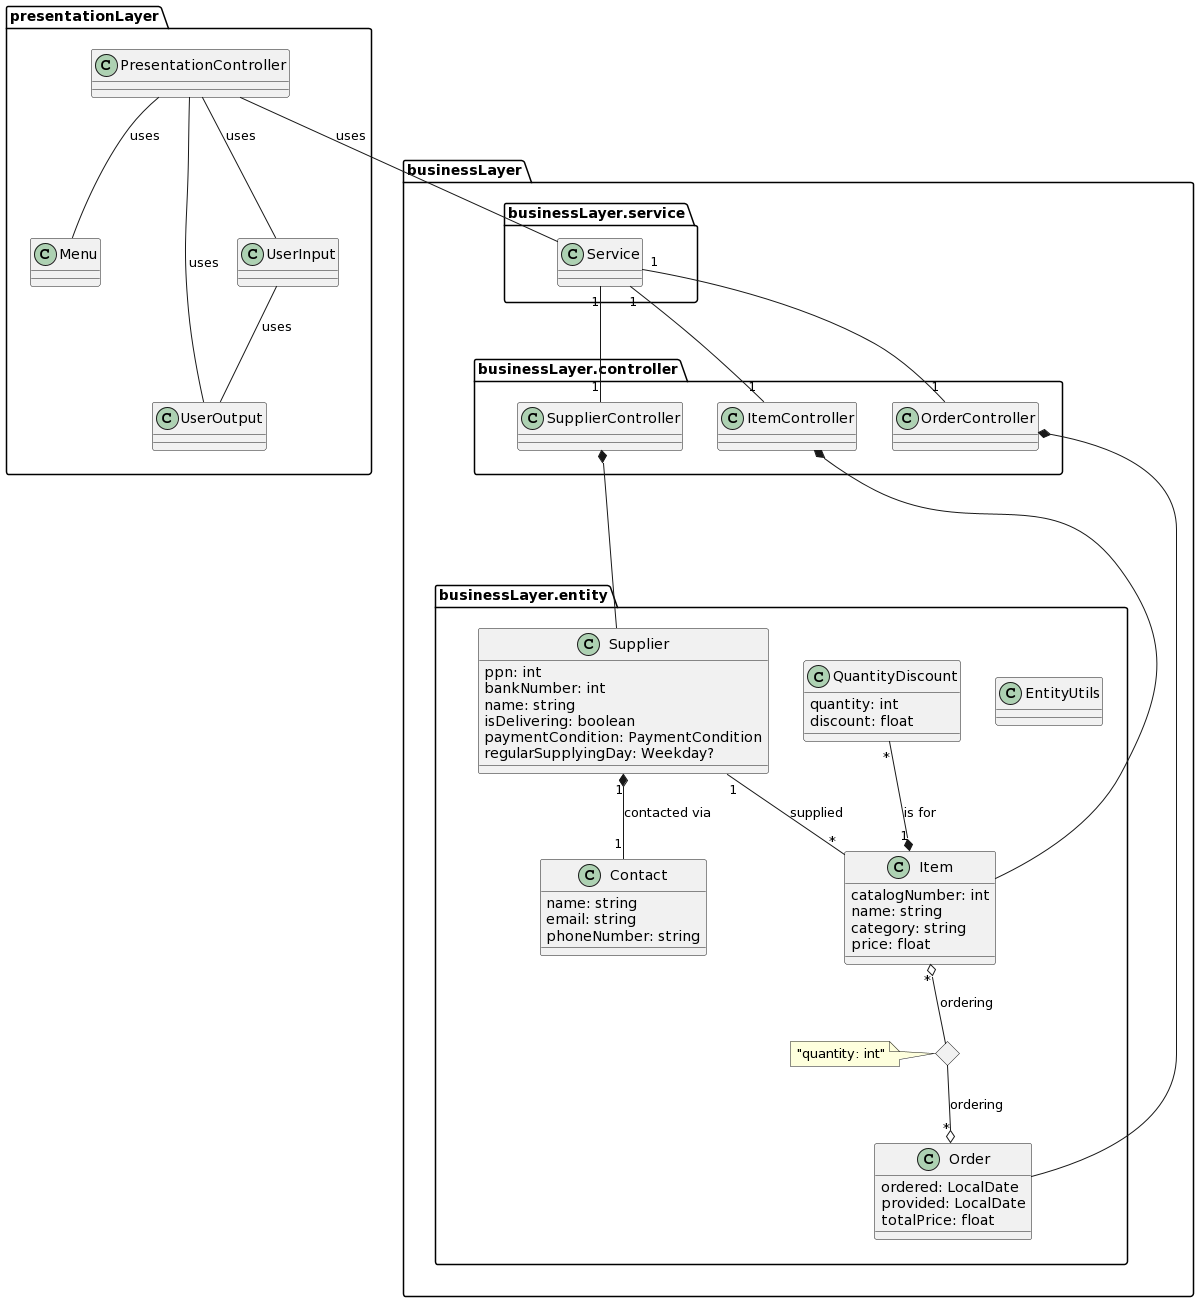 presentationLayer
C PresentationController
uses
uses
uses
uses
C Menu
C UserInput
uses
C UserOutput
businessLayer
businessLayer.service
C Service
1
1
1
businessLayer.controller
1
1
1
C SupplierController
C ItemController
C OrderController
businessLayer.entity
C Supplier
ppn: int
bankNumber: int
name: string
isDelivering: boolean
paymentCondition: PaymentCondition
regularSupplyingDay: Weekday?
C QuantityDiscount
quantity: int
discount: float
C EntityUtils
*
1
1
contacted via
supplied
is for
1
*
1
C Contact
name: string
email: string
phoneNumber: string
C Item
catalogNumber: int
name: string
category: string
price: float
*
ordering
"quantity: int"
ordering
*
C Order
ordered: LocalDate
provided: LocalDate
totalPrice: float